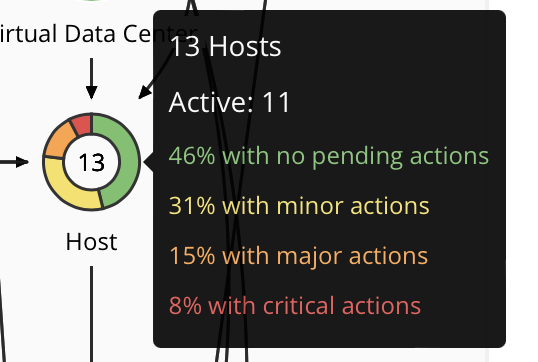 irtual Data Center
13 Hosts
Active: 11
46% with no pending actions
31% with minor actions
15% with major actions
8% with critical actions
13
Host